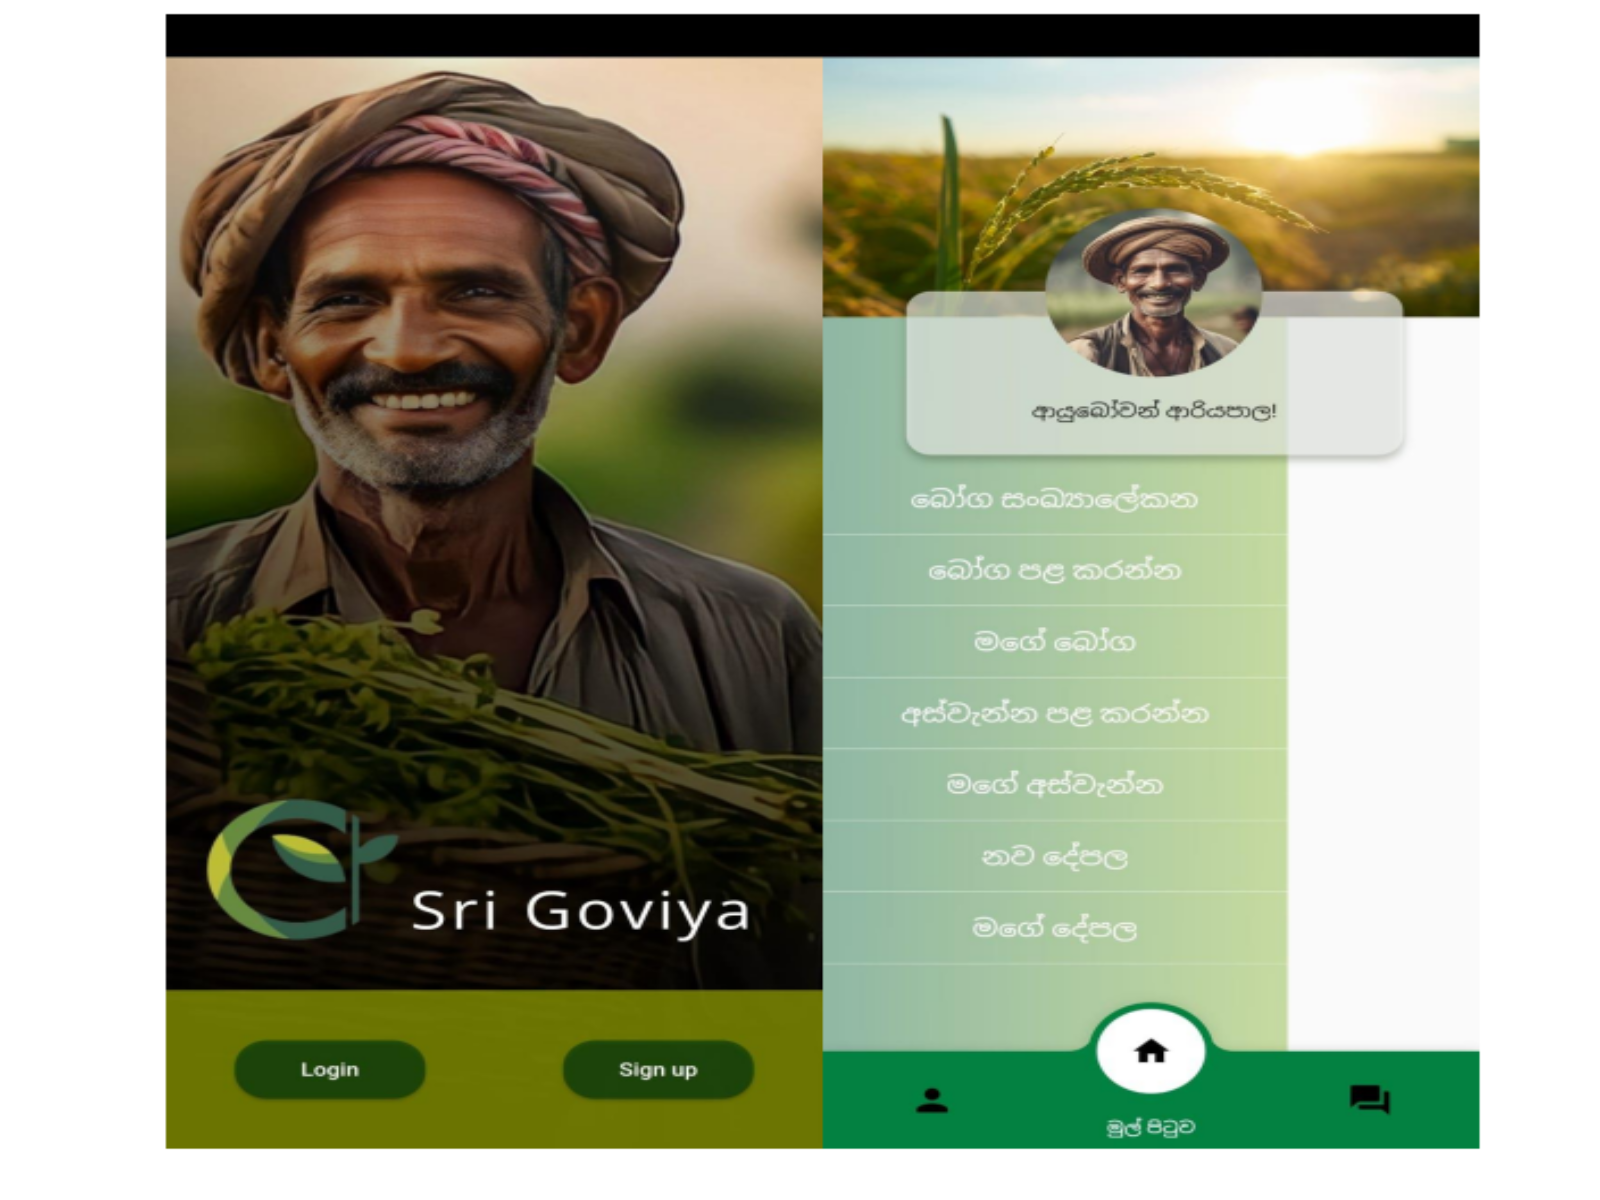 Sri Goviya
Login
Sign up
ආයුබෝවන් ආරියපාල!
බෝග සංඛ්‍යාලේකන
බෝග පළ කරන්න
මගේ බෝග
අස්වැන්න පළ කරන්න
මගේ අස්වැන්න
නව දේපල
මගේ දේපල
මුල් පිටුව